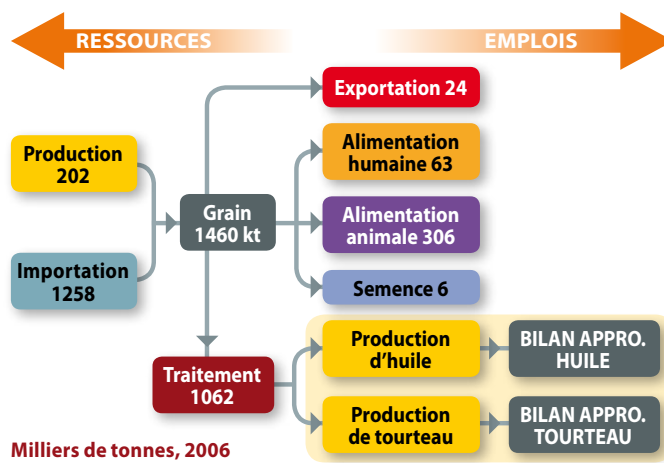 RESSOURCES
EMPLOIS
Exportation 24
Production
202
Alimentation
humaine 63
Grain
1460 kt
Alimentation
animale 306
Importation
1258
Semence 6
Production
d’huile
BILAN APPRO.
HUILE
Traitement
1062
Production
de tourteau
BILAN APPRO.
TOURTEAU
Milliers de tonnes, 2006